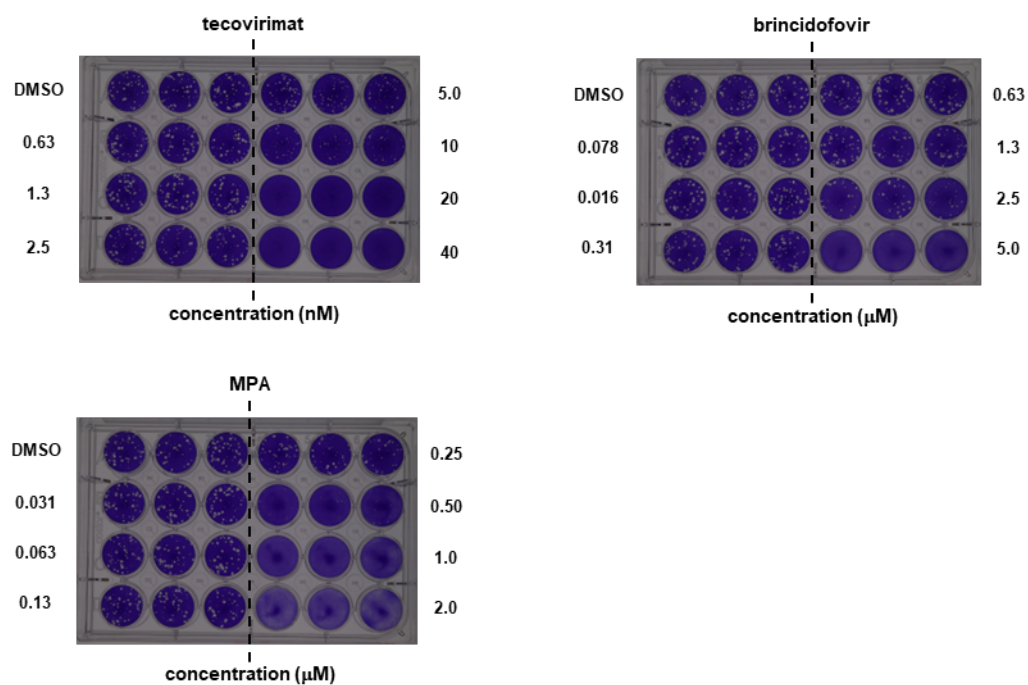 tecovirimat
DMSO
0.63
1.3
2.5
5.0
10
20
40
concentration (nM)
brincidofovir
DMSO
0.078
0.016
0.31
0.63
1.3
2.5
5.0
concentration (μM)
MPA
DMSO
0.031
0.063
0.13
0.25
0.50
1.0
2.0
concentration (μM)